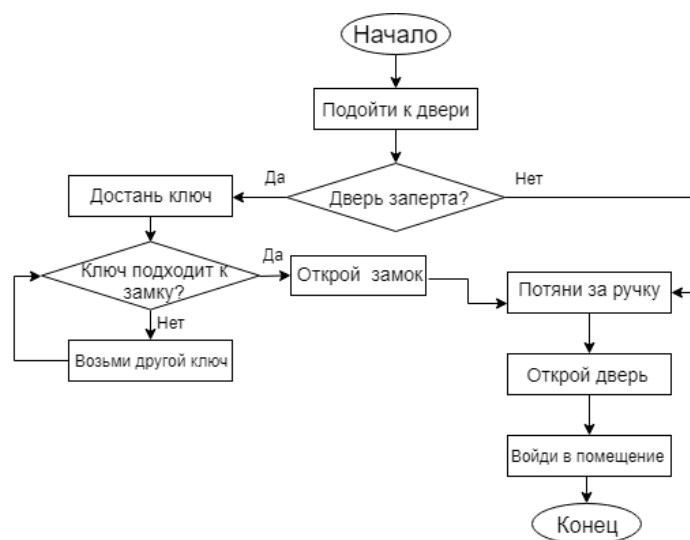 Начало
Подойти к двери
Да
Нет
Достань ключ
Дверь заперта?
Ключ подходит к
замку?
Да
Открой замок
Потяни за ручку
Нет
Возьми другой ключ
Открой дверь
Войди в помещение
Конец